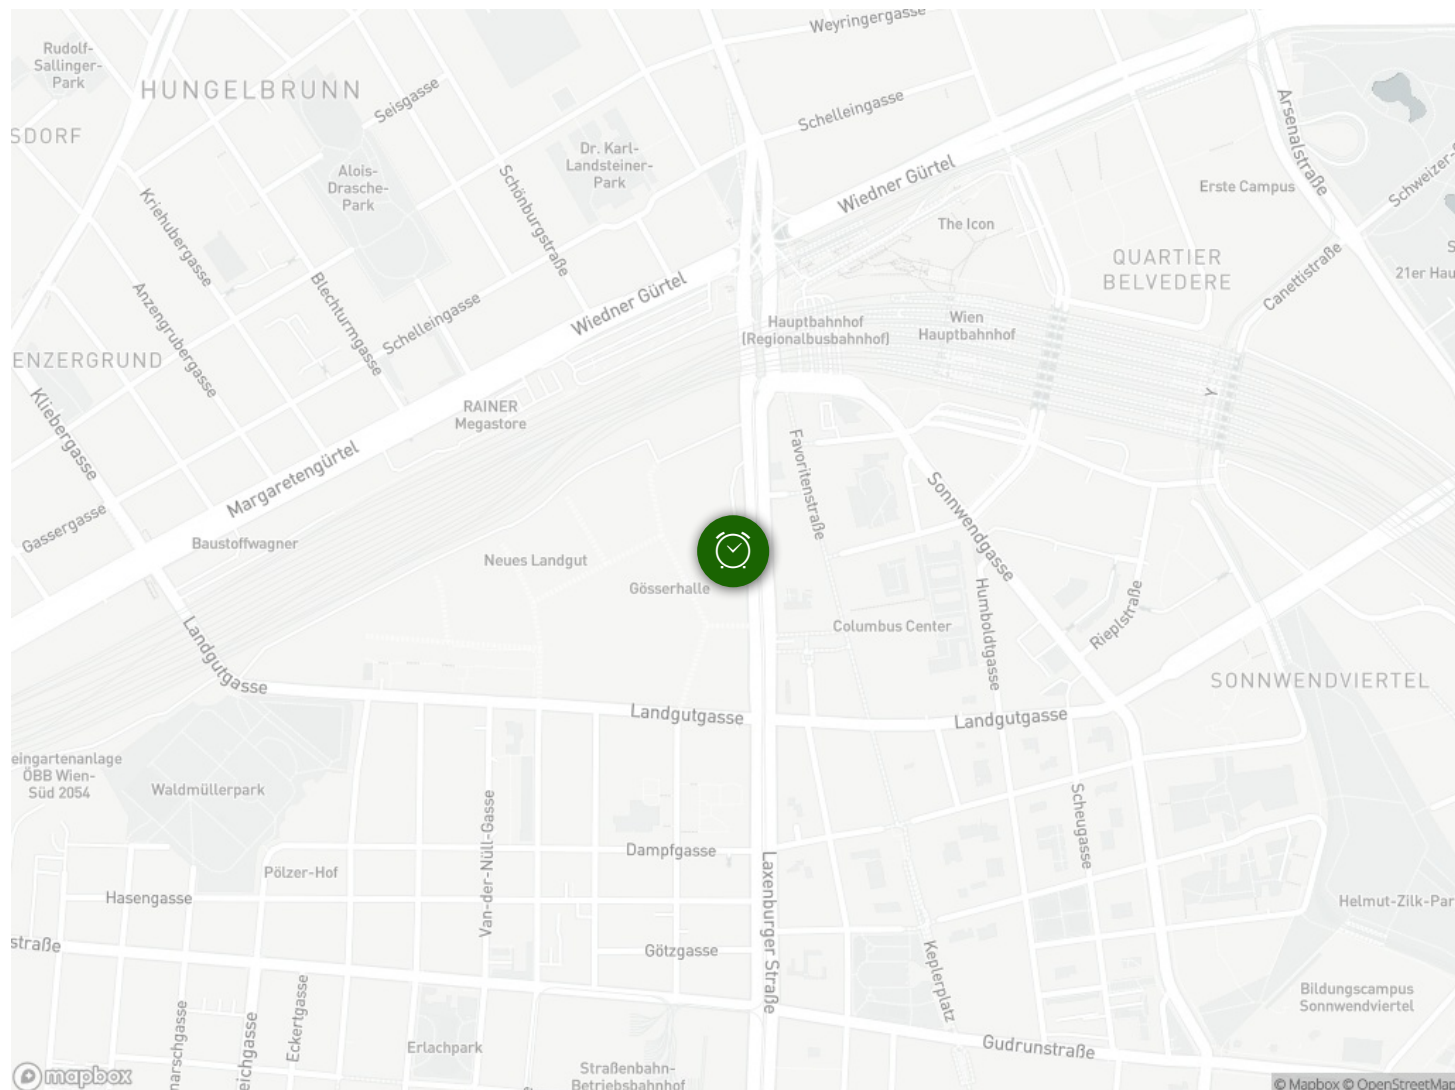 Weyringergasse
Rudolf-
Sallinger-
Park
HUNGELBRUNN
Seisgasse
Schelleingasse
Arsenalstraße
SDORF
Dr. Karl-
Landsteiner-
Park
Alois-
Drasche-
Park
Schönburgstraße
Wiedner Gürtel
Erste Campus
Schweizer-
Kriehubergasse
The Icon
QUARTIER
BELVEDERE
21er Hau
Canettistraße
Anzengrubergasse
Blechturmgasse
Schelleingasse
Wiedner Gürtel
Hauptbahnhof
(Regionalbusbahnhof)
Wien
Hauptbahnhof
ENZERGRUND
Kliebergasse
RAINER
Megastore
Favoritenstraße
Margaretengürtel
Sonnwendgasse
Gassergasse
Baustoffwagner
Neues Landgut
Gösserhalle
Columbus Center
Humboldtgasse
Rieplstraße
Landgutgasse
SONNWENDVIERTEL
Landgutgasse
Landgutgasse
eingartenanlage
ÖBB Wien-
Süd 2054
Waldmüllerpark
Van-der-Nüll-Gasse
Scheugasse
Dampfgasse
Laxenburger Straße
Pölzer-Hof
Hasengasse
Helmut-Zilk-Par
straße
Götzgasse
Keplerplatz
Bildungscampus
Sonnwendviertel
marschgasse
eichgasse
Eckertgasse
Erlachpark
Gudrunstraße
Straßenbahn-
Betriebsbahnhof
mapbox
© Mapbox © OpenStreetMap